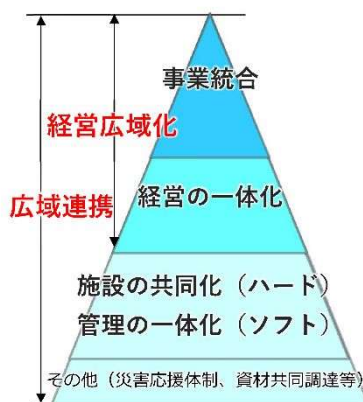 事業統合
経営広域化
広域連携
経営の一体化
施設の共同化（ハード）
管理の一体化（ソフト）
その他（災害応援体制、資材共同調達等）